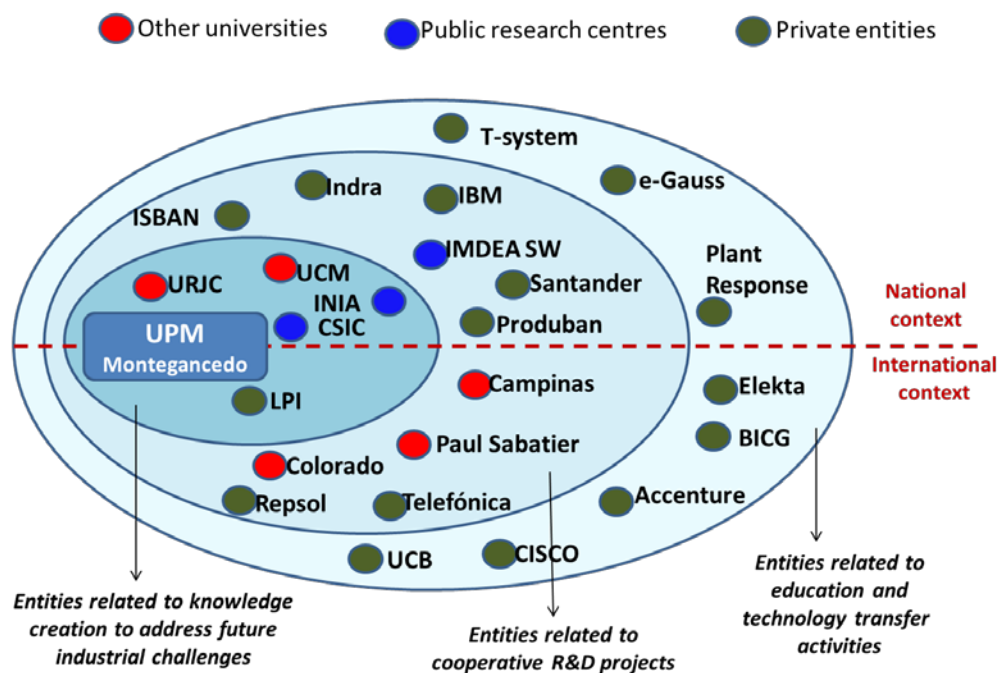 Other universities
Public research centres
Private entities
T-system
e-Gauss
Indra
IBM
ISBAN
IMDEA SW
UCM
URJC
Santander
Plant
Response
INIA
CSIC
Produban
UPM
Montegancedo
National
context
International
context
Campinas
Elekta
LPI
BICG
Paul Sabatier
Colorado
Accenture
Repsol
Telefónica
UCB
CISCO
Entities related to knowledge
creation to address future
industrial challenges
Entities related to
cooperative R&D projects
Entities related to
education and
technology transfer
activities